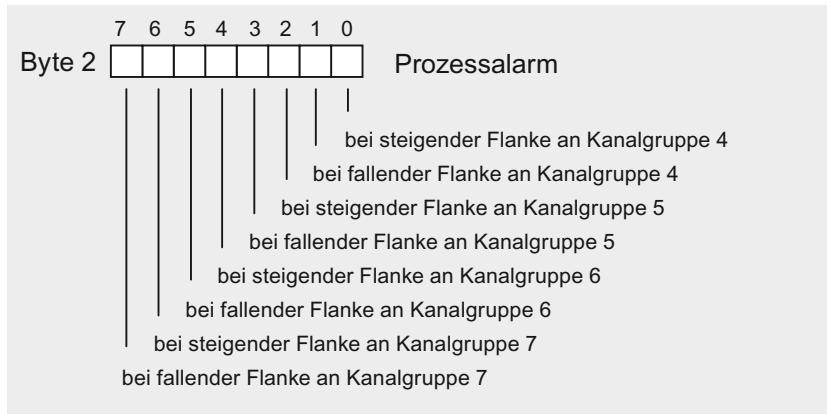 7 6 5 4 3 2 1 0
Byte 2 Prozessalarm
bei steigender Flanke an Kanalgruppe 4
bei fallender Flanke an Kanalgruppe 4
bei steigender Flanke an Kanalgruppe 5
bei fallender Flanke an Kanalgruppe 5
bei steigender Flanke an Kanalgruppe 6
bei fallender Flanke an Kanalgruppe 6
bei steigender Flanke an Kanalgruppe 7
bei fallender Flanke an Kanalgruppe 7